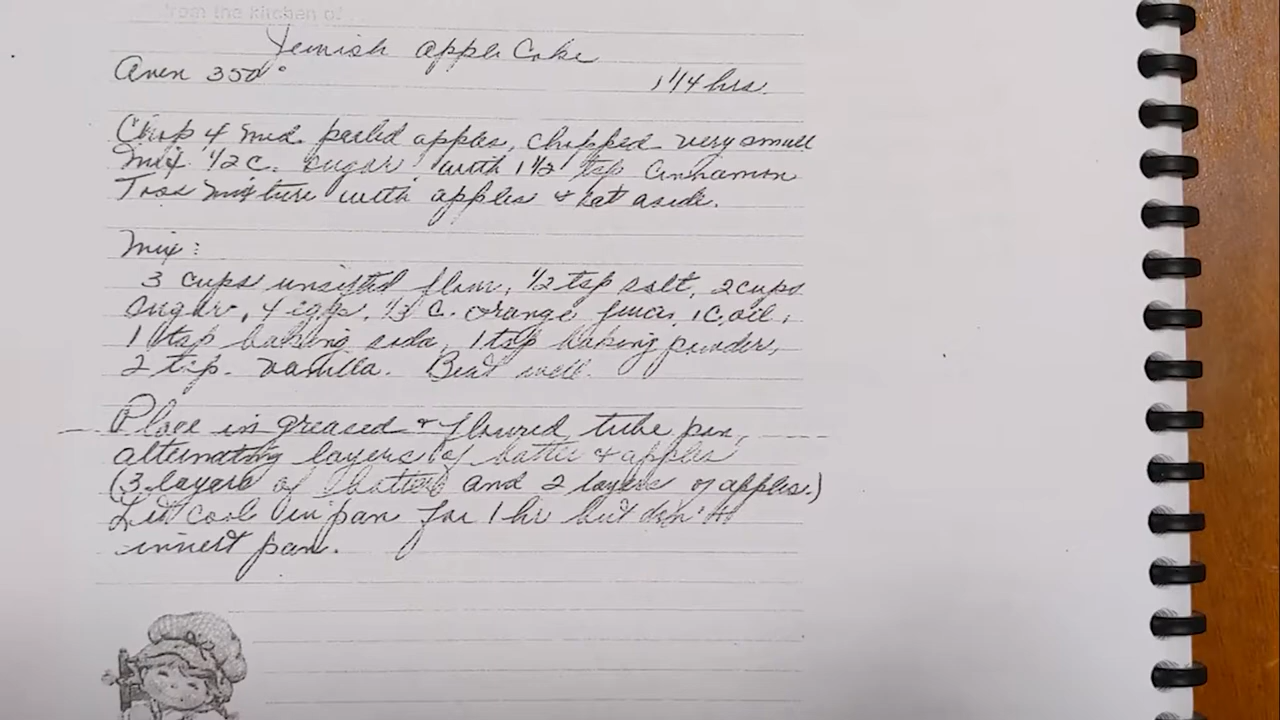 from the kitchen of
Jewish apple Cake
Oven 350° 1 1/4 hrs.
Chop 4 med. peeled apples, chopped very small
Mix 1/2 c. sugar with 1 1/2 tsp Cinnamon
Toss mixture with apples & set aside.
Mix:
3 cups unsifted flour, 1/2 tsp salt, 2 cups
sugar, 4 eggs, 1/3 C. orange juice, 1 C. oil,
1 tsp baking soda, 1 tsp baking powder,
2 tsp. vanilla. Beat well.
Place in greased & floured tube pan,
alternating layers of batter & apples
(3 layers of batter and 2 layers of apples.)
Let cool in pan for 1 hr but don't
invert pan.